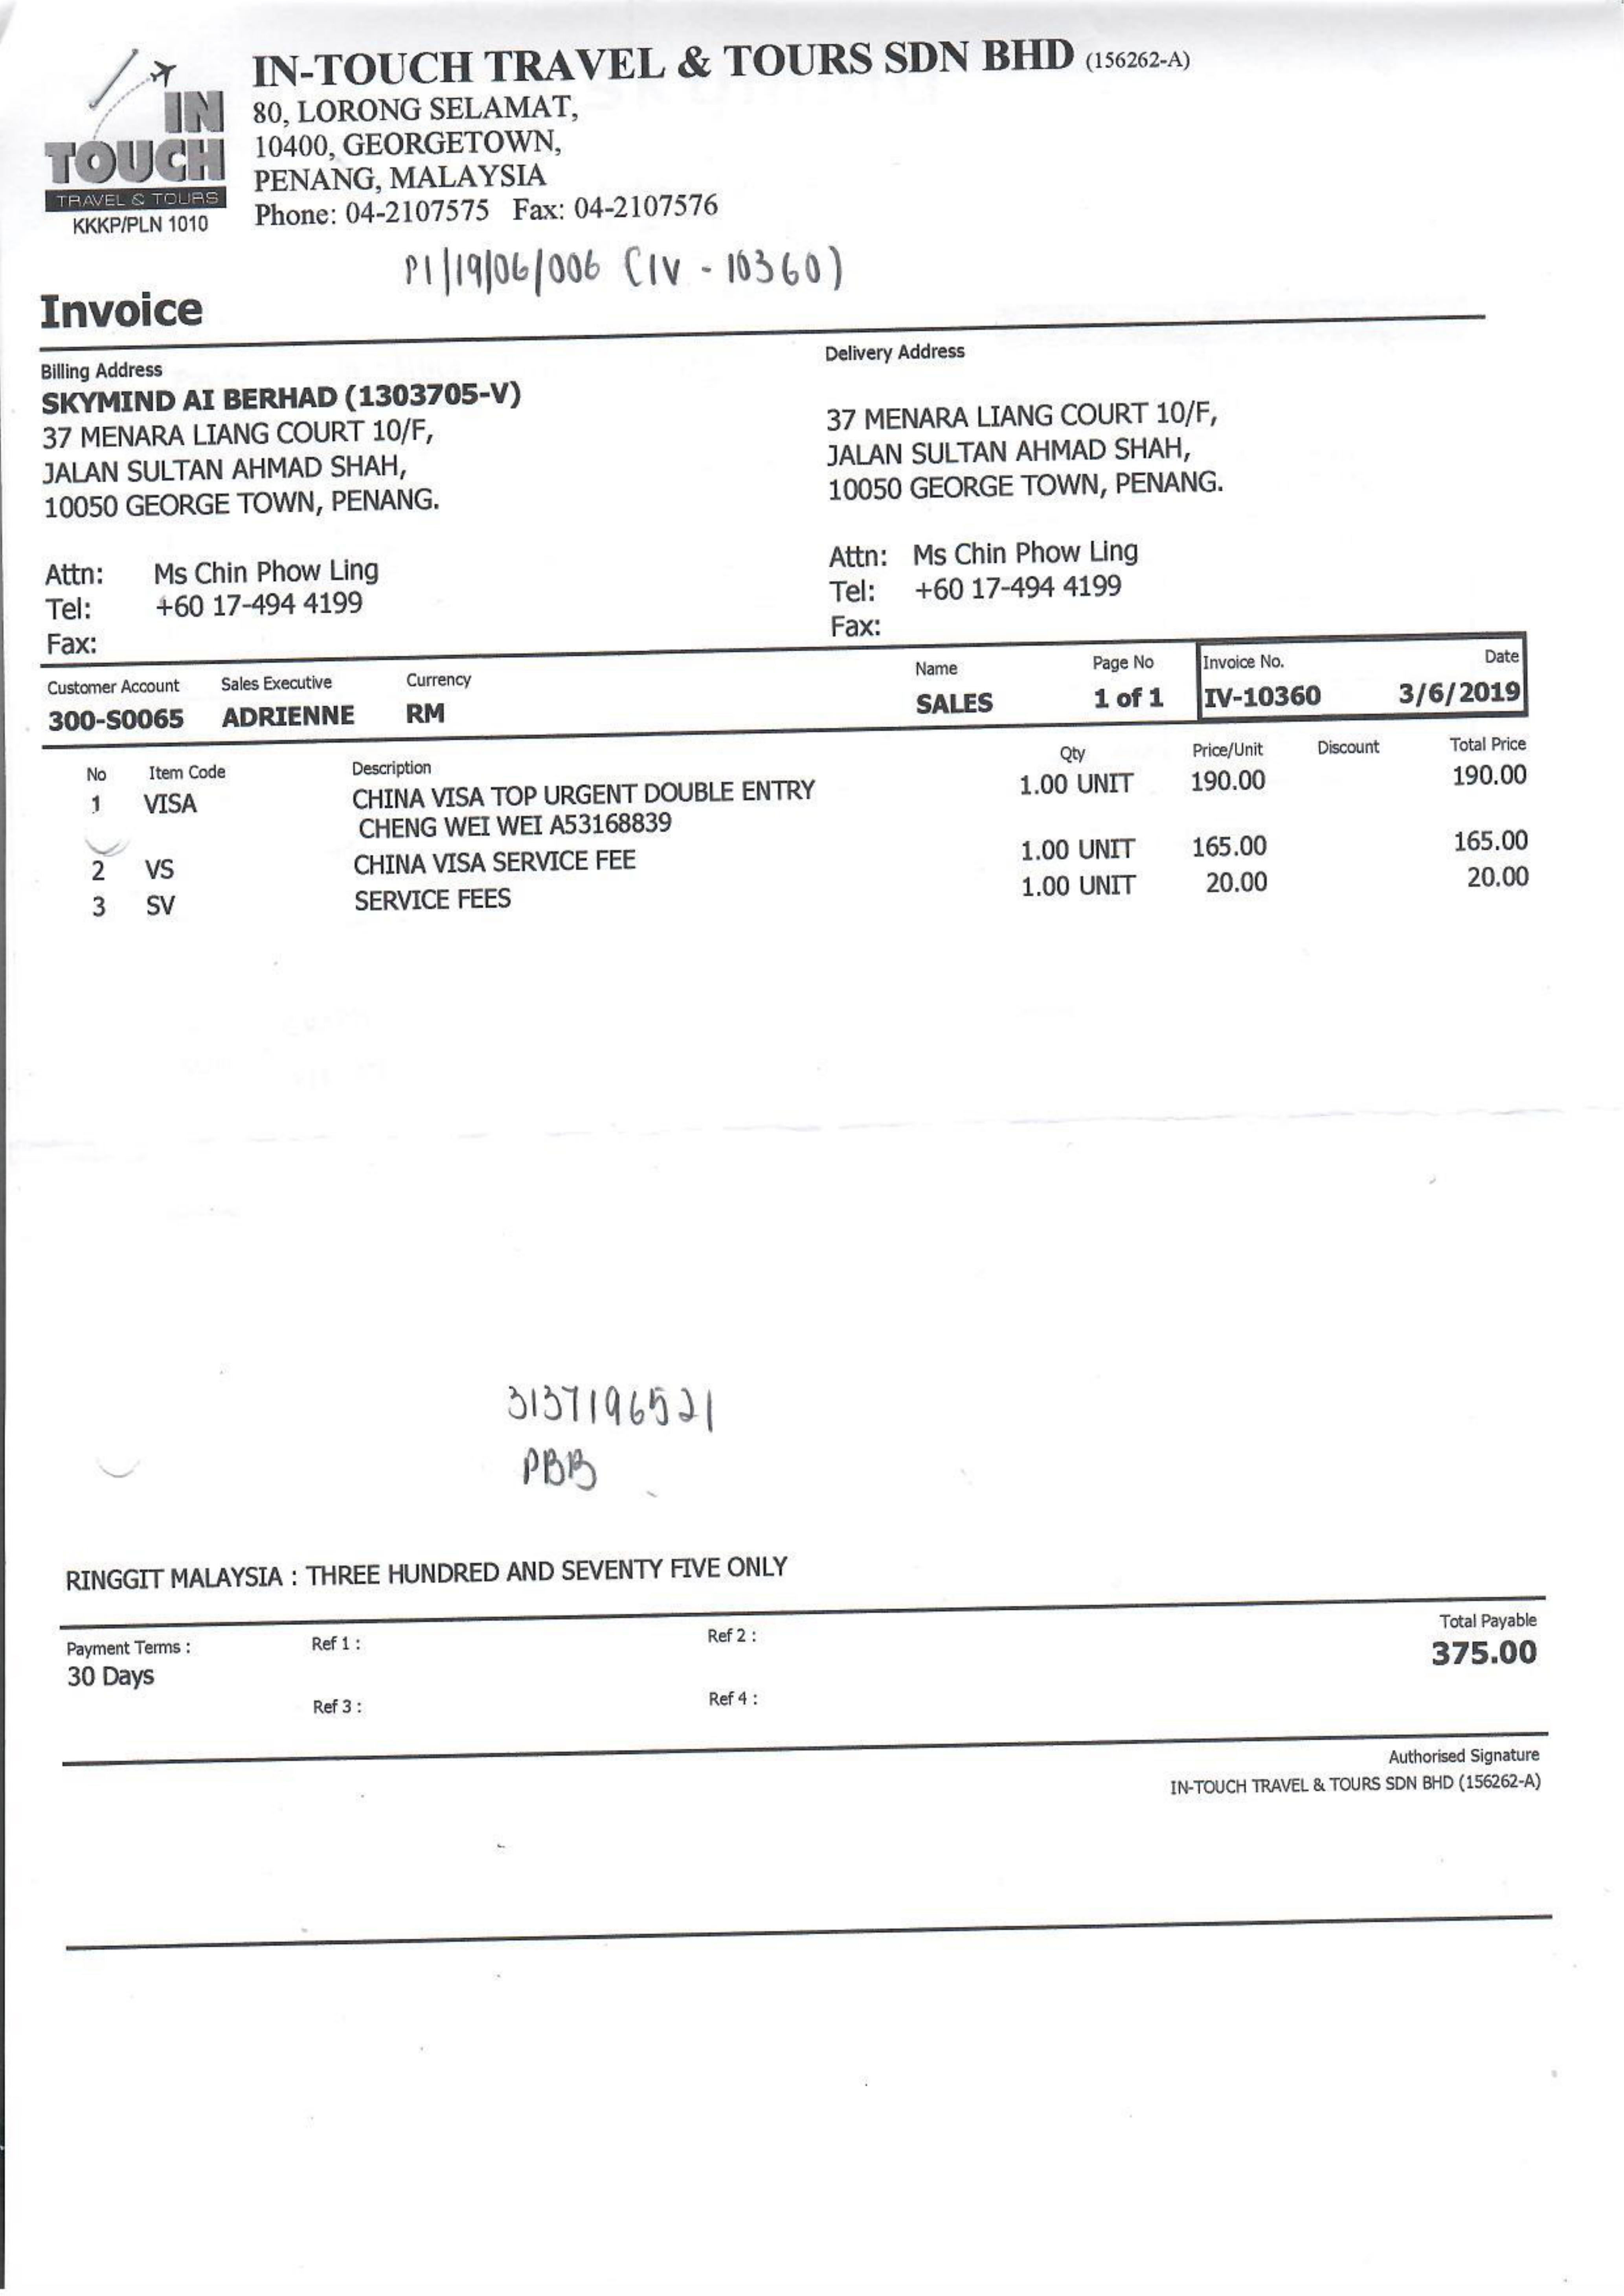 IN TOUCH
TRAVEL & TOURS
KKKP/PLN 1010
IN-TOUCH TRAVEL & TOURS SDN BHD (156262-A)
80, LORONG SELAMAT,
10400, GEORGETOWN,
PENANG, MALAYSIA
Phone: 04-2107575 Fax: 04-2107576
PI/19/06/006 (IV - 10360)
Invoice
Billing Address
SKYMIND AI BERHAD (1303705-V)
37 MENARA LIANG COURT 10/F,
JALAN SULTAN AHMAD SHAH,
10050 GEORGE TOWN, PENANG.
Attn: Ms Chin Phow Ling
Tel: +60 17-494 4199
Fax:
Delivery Address
37 MENARA LIANG COURT 10/F,
JALAN SULTAN AHMAD SHAH,
10050 GEORGE TOWN, PENANG.
Attn: Ms Chin Phow Ling
Tel: +60 17-494 4199
Fax:
Customer Account Sales Executive Currency Name Page No Invoice No. Date
300-S0065 ADRIENNE RM SALES 1 of 1 IV-10360 3/6/2019
No Item Code Description Qty Price/Unit Discount Total Price
1 VISA CHINA VISA TOP URGENT DOUBLE ENTRY 1.00 UNIT 190.00 190.00
CHENG WEI WEI A53168839
2 VS CHINA VISA SERVICE FEE 1.00 UNIT 165.00 165.00
3 SV SERVICE FEES 1.00 UNIT 20.00 20.00
3137196521
PBB
RINGGIT MALAYSIA : THREE HUNDRED AND SEVENTY FIVE ONLY
Payment Terms : Ref 1 : Ref 2 : Total Payable
30 Days 375.00
Ref 3 : Ref 4 :
Authorised Signature
IN-TOUCH TRAVEL & TOURS SDN BHD (156262-A)